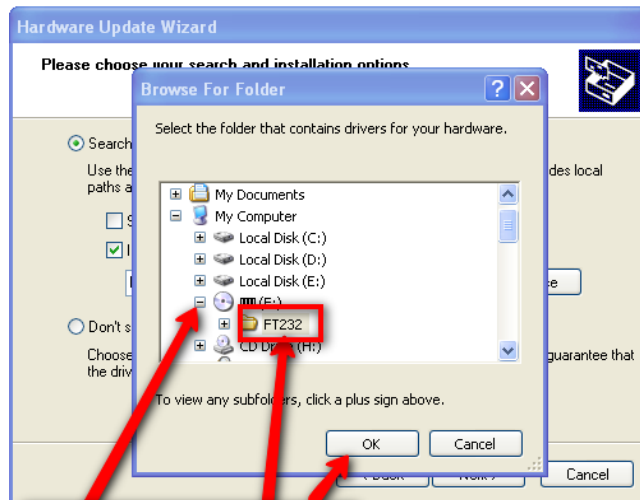 Hardware Update Wizard
Please choose your search and installation options.
Browse For Folder
Select the folder that contains drivers for your hardware.
Search
Use the
des local
paths a
My Documents
My Computer
Local Disk (C:)
Local Disk (D:)
Local Disk (E:)
(F:)
FT232
CD Drive (H:)
Don't s
Choose
guarantee that
the driv
To view any subfolders, click a plus sign above.
OK
Cancel
< Back
Next >
Cancel